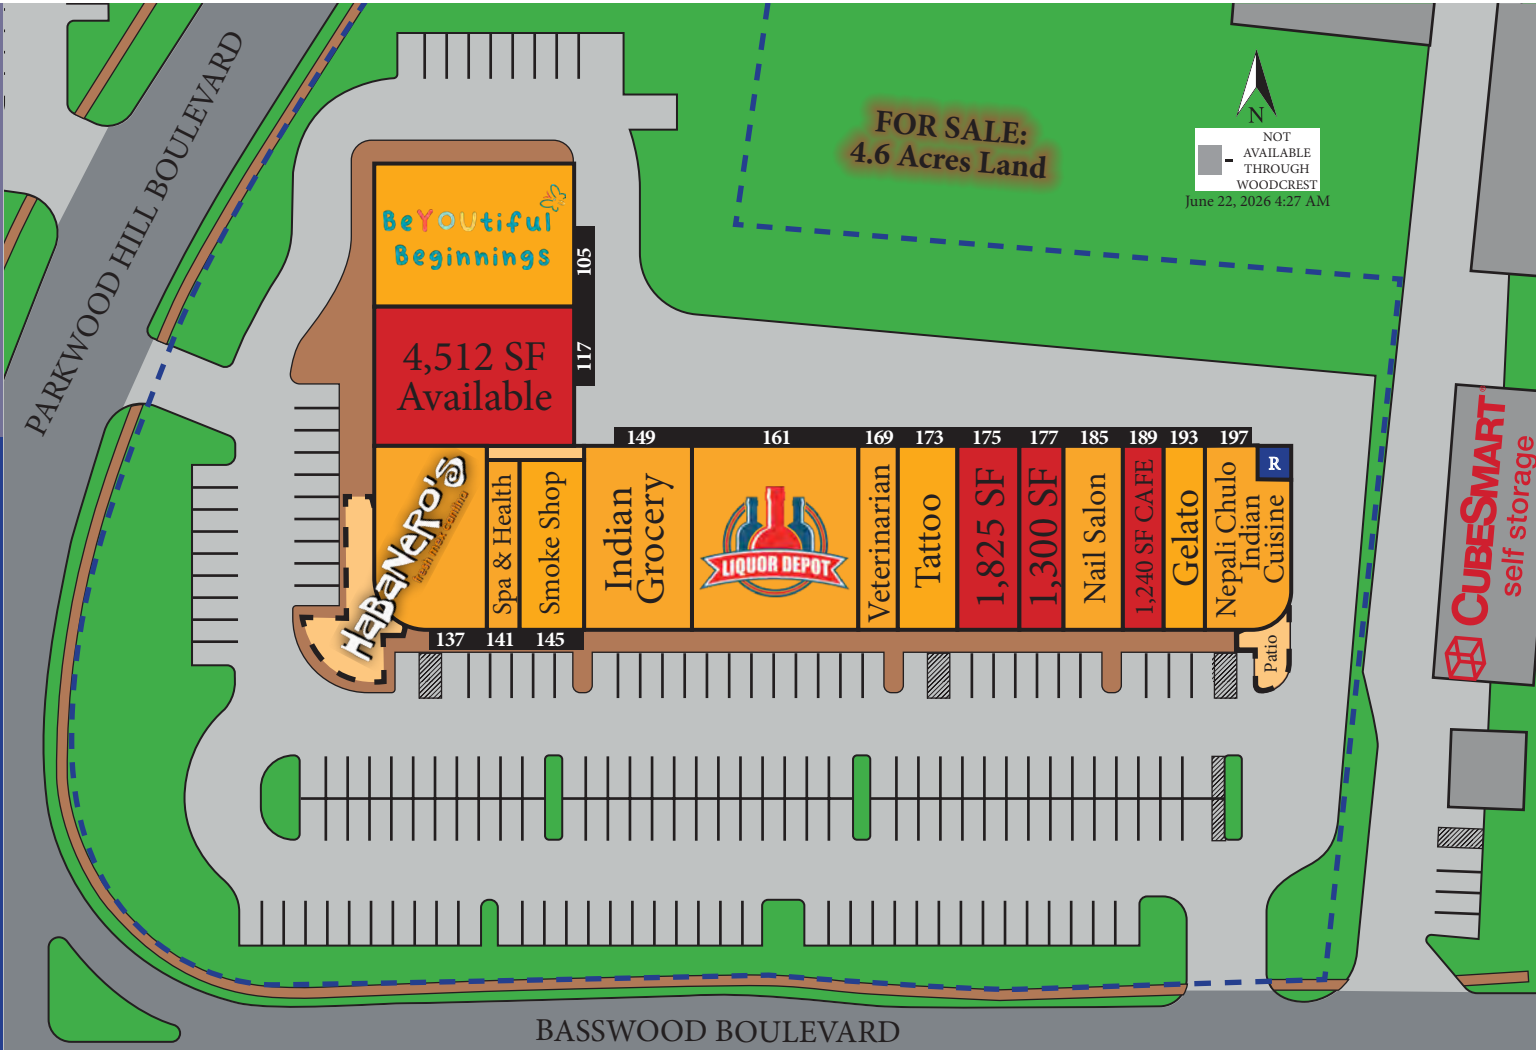 PARKWOOD HILL BOULEVARD
FOR SALE:
4.6 Acres Land
N
NOT
AVAILABLE
THROUGH
WOODCREST
June 22, 2026 4:27 AM
BeYOUtiful
Beginnings
105
4,512 SF
Available
117
149
161
169
173
175
177
185
189
193
197
HABANERO'S
fresh mex cantina
Spa & Health
Smoke Shop
Indian
Grocery
LIQUOR DEPOT
Veterinarian
Tattoo
1,825 SF
1,300 SF
Nail Salon
1,240 SF CAFE
Gelato
Nepali Chulo
Indian
Cuisine
R
137
141
145
Patio
CUBESMART
self storage
BASSWOOD BOULEVARD